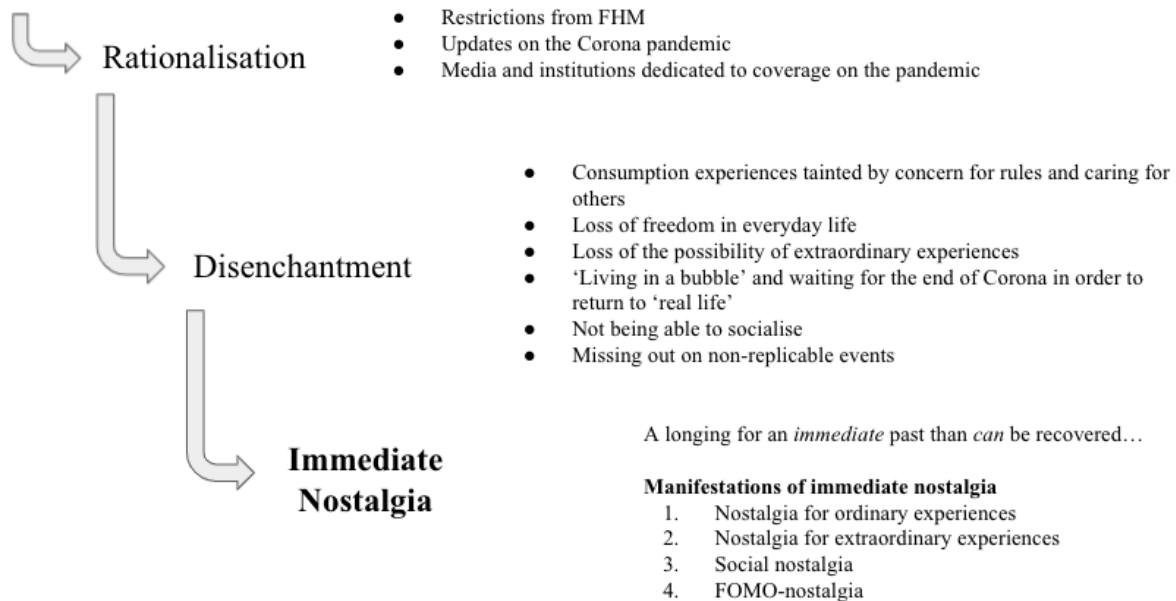 ● Restrictions from FHM
Rationalisation
● Updates on the Corona pandemic
● Media and institutions dedicated to coverage on the pandemic
● Consumption experiences tainted by concern for rules and caring for
others
● Loss of freedom in everyday life
● Loss of the possibility of extraordinary experiences
Disenchantment
● ‘Living in a bubble’ and waiting for the end of Corona in order to
return to ‘real life’
● Not being able to socialise
● Missing out on non-replicable events
Immediate
Nostalgia
A longing for an immediate past than can be recovered…
Manifestations of immediate nostalgia
1. Nostalgia for ordinary experiences
2. Nostalgia for extraordinary experiences
3. Social nostalgia
4. FOMO-nostalgia